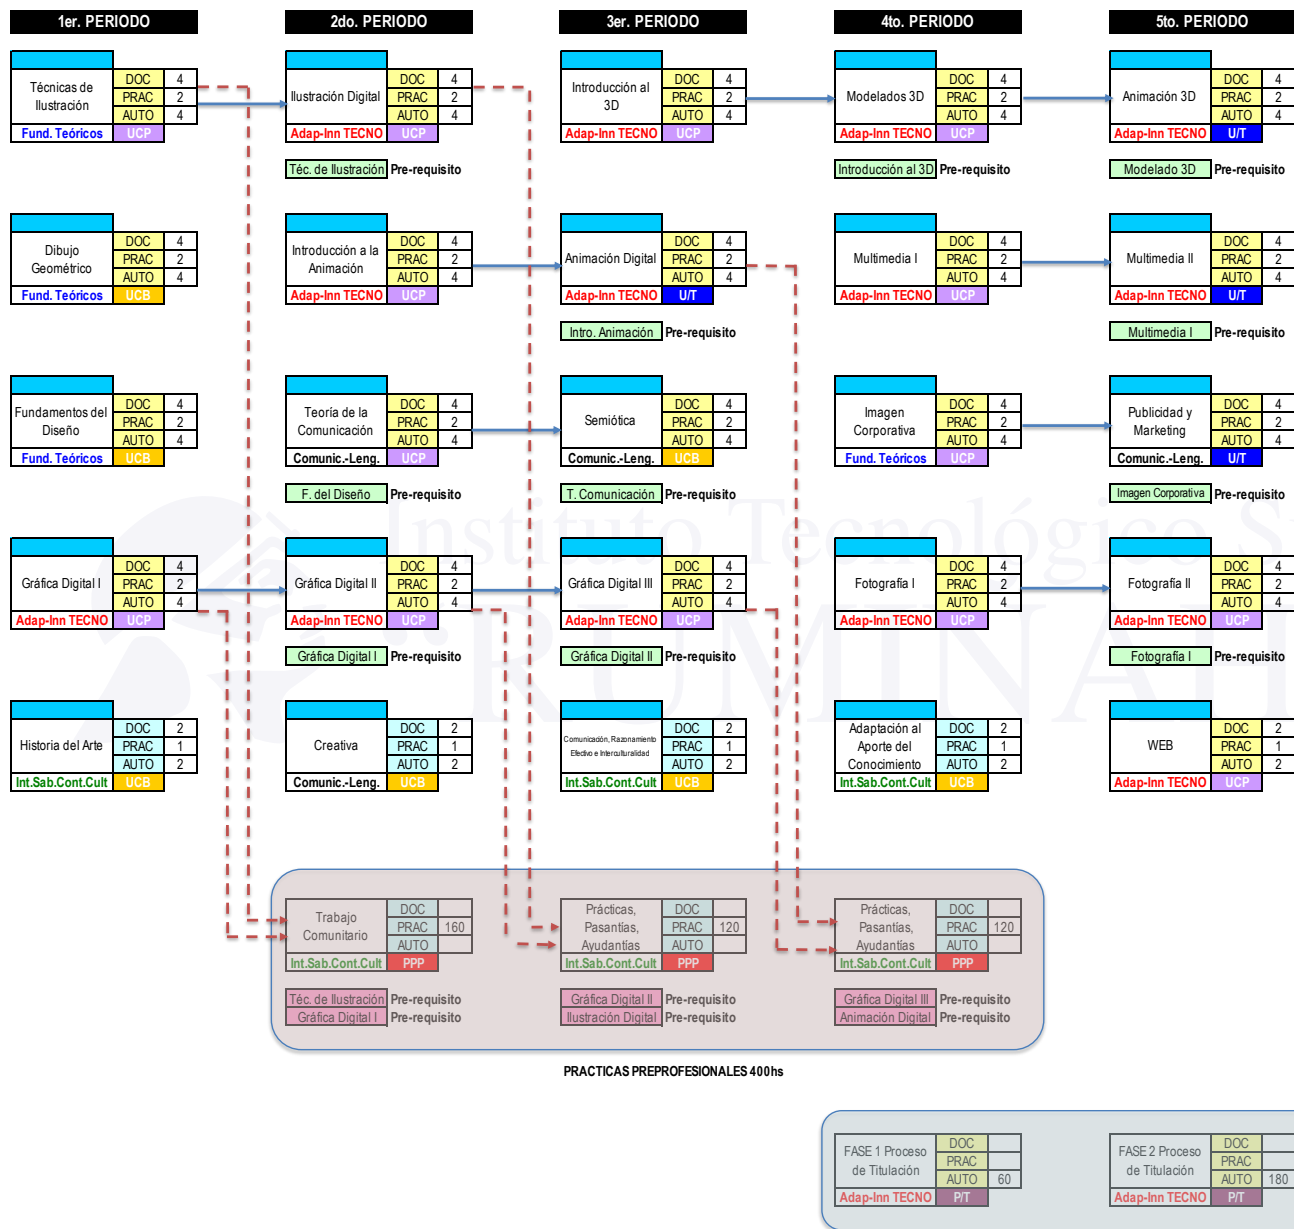 1er. PERIODO
2do. PERIODO
3er. PERIODO
4to. PERIODO
5to. PERIODO
Técnicas de
Ilustración
DOC 4
PRAC 2
AUTO 4
Fund. Teóricos UCP
Ilustración Digital
DOC 4
PRAC 2
AUTO 4
Adap-Inn TECNO UCP
Téc. de Ilustración Pre-requisito
Introducción al
3D
DOC 4
PRAC 2
AUTO 4
Adap-Inn TECNO UCP
Modelados 3D
DOC 4
PRAC 2
AUTO 4
Adap-Inn TECNO UCP
Introducción al 3D Pre-requisito
Animación 3D
DOC 4
PRAC 2
AUTO 4
Adap-Inn TECNO U/T
Modelado 3D Pre-requisito
Dibujo
Geométrico
DOC 4
PRAC 2
AUTO 4
Fund. Teóricos UCB
Introducción a la
Animación
DOC 4
PRAC 2
AUTO 4
Adap-Inn TECNO UCP
Animación Digital
DOC 4
PRAC 2
AUTO 4
Adap-Inn TECNO U/T
Intro. Animación Pre-requisito
Multimedia I
DOC 4
PRAC 2
AUTO 4
Adap-Inn TECNO UCP
Multimedia II
DOC 4
PRAC 2
AUTO 4
Adap-Inn TECNO U/T
Multimedia I Pre-requisito
Fundamentos del
Diseño
DOC 4
PRAC 2
AUTO 4
Fund. Teóricos UCB
Teoría de la
Comunicación
DOC 4
PRAC 2
AUTO 4
Comunic.-Leng. UCP
F. del Diseño Pre-requisito
Semiótica
DOC 4
PRAC 2
AUTO 4
Comunic.-Leng. UCB
T. Comunicación Pre-requisito
Imagen
Corporativa
DOC 4
PRAC 2
AUTO 4
Fund. Teóricos UCP
Publicidad y
Marketing
DOC 4
PRAC 2
AUTO 4
Comunic.-Leng. U/T
Imagen Corporativa Pre-requisito
Instituto Tecnológico S
RUMIÑAH
Gráfica Digital I
DOC 4
PRAC 2
AUTO 4
Adap-Inn TECNO UCP
Gráfica Digital II
DOC 4
PRAC 2
AUTO 4
Adap-Inn TECNO UCP
Gráfica Digital I Pre-requisito
Gráfica Digital III
DOC 4
PRAC 2
AUTO 4
Adap-Inn TECNO UCP
Gráfica Digital II Pre-requisito
Fotografía I
DOC 4
PRAC 2
AUTO 4
Adap-Inn TECNO UCP
Fotografía II
DOC 4
PRAC 2
AUTO 4
Adap-Inn TECNO UCP
Fotografía I Pre-requisito
Historia del Arte
DOC 2
PRAC 1
AUTO 2
Int.Sab.Cont.Cult UCB
Creativa
DOC 2
PRAC 1
AUTO 2
Comunic.-Leng. UCB
Comunicación, Razonamiento
Efectivo e Interculturalidad
DOC 2
PRAC 1
AUTO 2
Int.Sab.Cont.Cult UCB
Adaptación al
Aporte del
Conocimiento
DOC 2
PRAC 1
AUTO 2
Int.Sab.Cont.Cult UCB
WEB
DOC 2
PRAC 1
AUTO 2
Adap-Inn TECNO UCP
Trabajo
Comunitario
DOC
PRAC 160
AUTO
Int.Sab.Cont.Cult PPP
Téc. de Ilustración Pre-requisito
Gráfica Digital I Pre-requisito
Prácticas,
Pasantías,
Ayudantías
DOC
PRAC 120
AUTO
Int.Sab.Cont.Cult PPP
Gráfica Digital II Pre-requisito
Ilustración Digital Pre-requisito
Prácticas,
Pasantías,
Ayudantías
DOC
PRAC 120
AUTO
Int.Sab.Cont.Cult PPP
Gráfica Digital III Pre-requisito
Animación Digital Pre-requisito
PRACTICAS PREPROFESIONALES 400hs
FASE 1 Proceso
de Titulación
DOC
PRAC
AUTO 60
Adap-Inn TECNO P/T
FASE 2 Proceso
de Titulación
DOC
PRAC
AUTO 180
Adap-Inn TECNO P/T